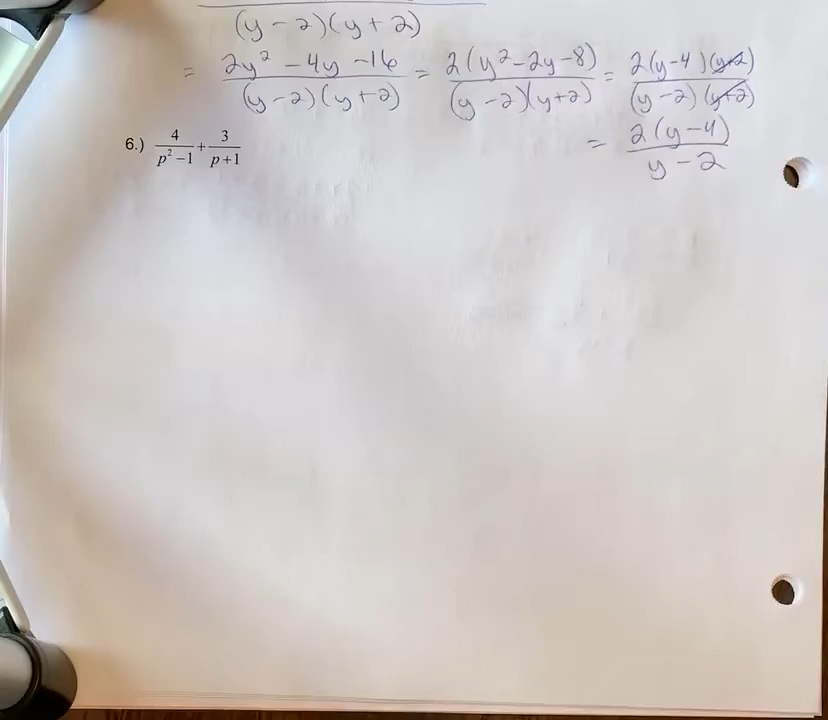 (y - 2)(y + 2)
= 2y² - 4y - 16 / (y - 2)(y + 2) = 2(y² - 2y - 8) / (y - 2)(y + 2) = 2(y - 4)(y + 2) / (y - 2)(y + 2)
= 2(y - 4) / y - 2
6.) 4/(p² - 1) + 3/(p + 1)